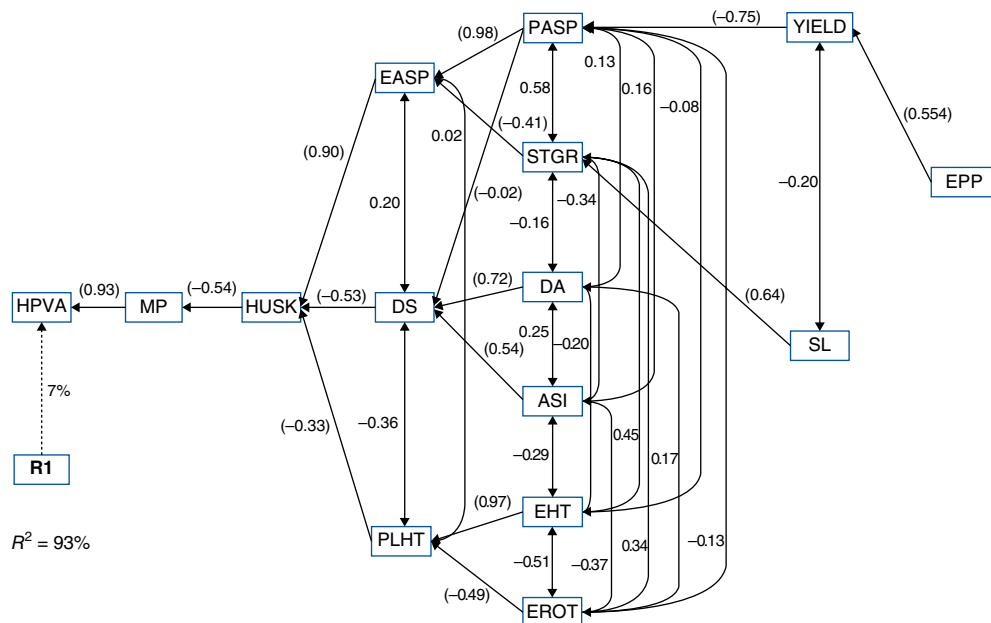 (–0.75)
PASP
YIELD
(0.98)
0.13
EASP
0.58
0.16
–0.08
(0.554)
(–0.41)
0.02
(0.90)
STGR
–0.20
EPP
(–0.02)
0.20
–0.34
–0.16
(0.72)
DA
(0.93)
(–0.54)
(–0.53)
(0.64)
HPVA
MP
HUSK
DS
0.25
–0.20
SL
(0.54)
7%
ASI
–0.36
(–0.33)
0.45
–0.29
0.17
R1
(0.97)
EHT
R² = 93%
PLHT
–0.51
–0.37
0.34
–0.13
(–0.49)
EROT